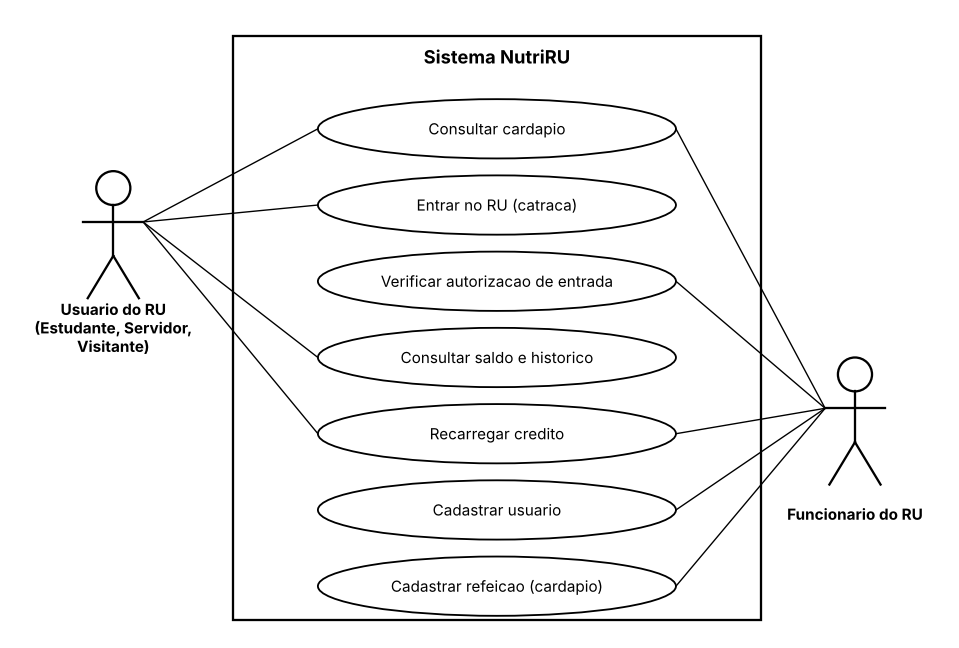 Sistema NutriRU
Consultar cardapio
Entrar no RU (catraca)
Verificar autorizacao de entrada
Consultar saldo e historico
Recarregar credito
Cadastrar usuario
Cadastrar refeicao (cardapio)
Usuario do RU
(Estudante, Servidor,
Visitante)
Funcionario do RU